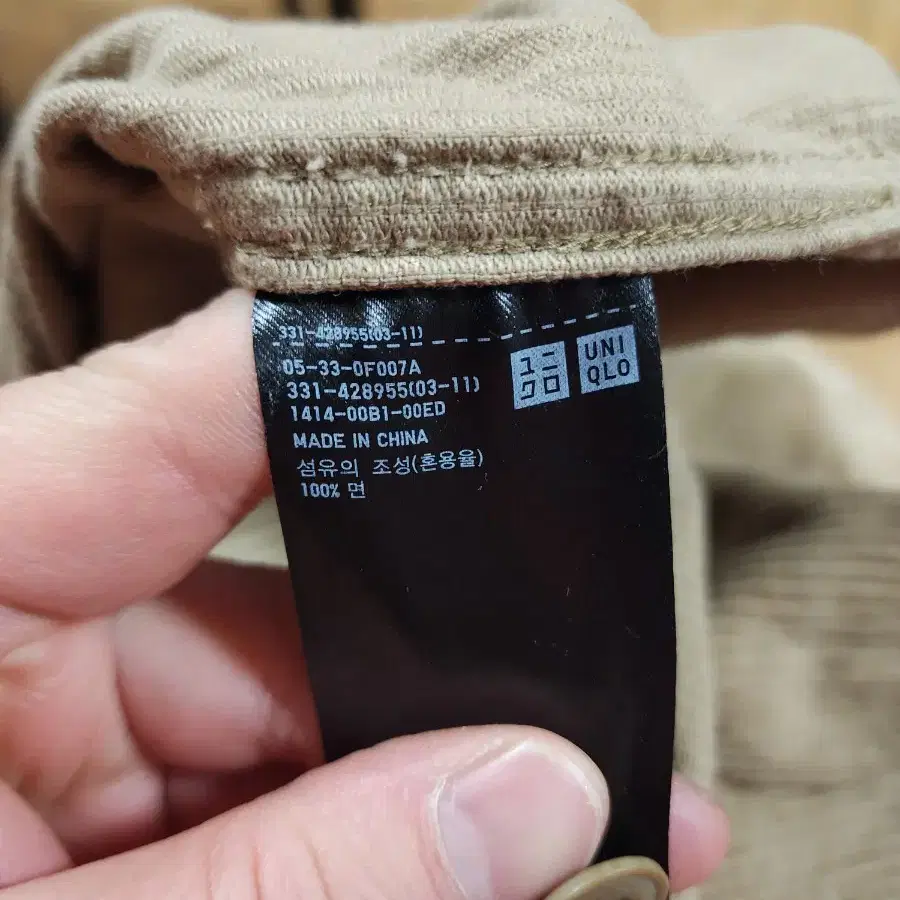 331-428955(03-11)
05-33-0F007A
331-428955(03-11)
1414-00B1-00ED
MADE IN CHINA
섬유의 조성(혼용율)
100% 면
ユニ
クロ
UNI
QLO